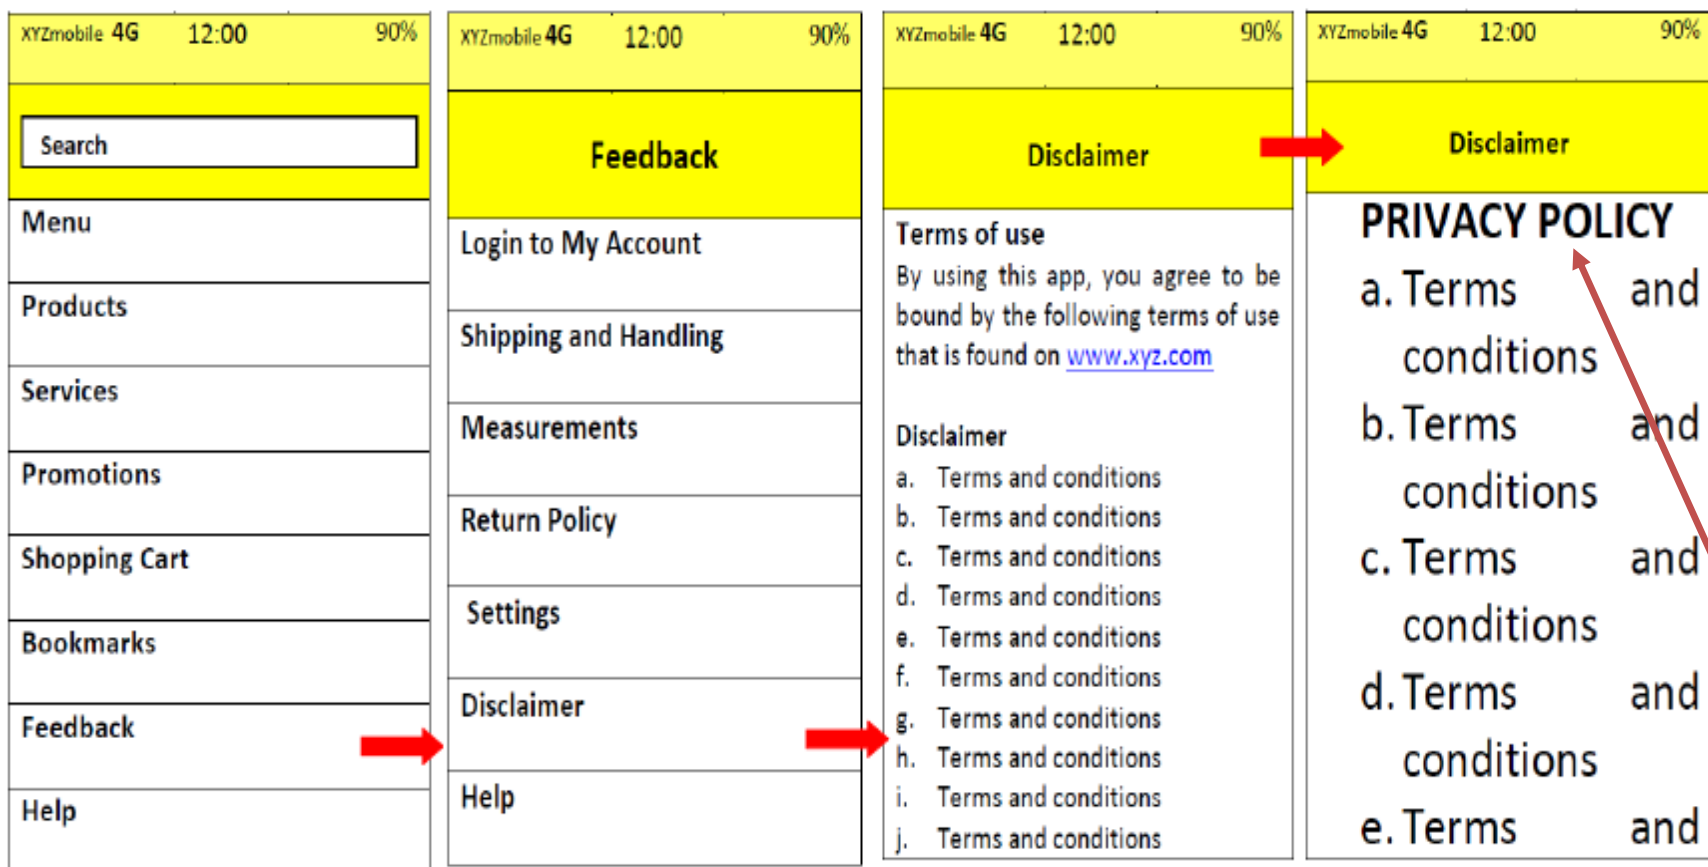 XYZmobile 4G 12:00 90%
Search
Menu
Products
Services
Promotions
Shopping Cart
Bookmarks
Feedback
Help
XYZmobile 4G 12:00 90%
Feedback
Login to My Account
Shipping and Handling
Measurements
Return Policy
Settings
Disclaimer
Help
XYZmobile 4G 12:00 90%
Disclaimer
Terms of use
By using this app, you agree to be
bound by the following terms of use
that is found on www.xyz.com
Disclaimer
a. Terms and conditions
b. Terms and conditions
c. Terms and conditions
d. Terms and conditions
e. Terms and conditions
f. Terms and conditions
g. Terms and conditions
h. Terms and conditions
i. Terms and conditions
j. Terms and conditions
XYZmobile 4G 12:00 90%
Disclaimer
PRIVACY POLICY
a. Terms and
conditions
b. Terms and
conditions
c. Terms and
conditions
d. Terms and
conditions
e. Terms and